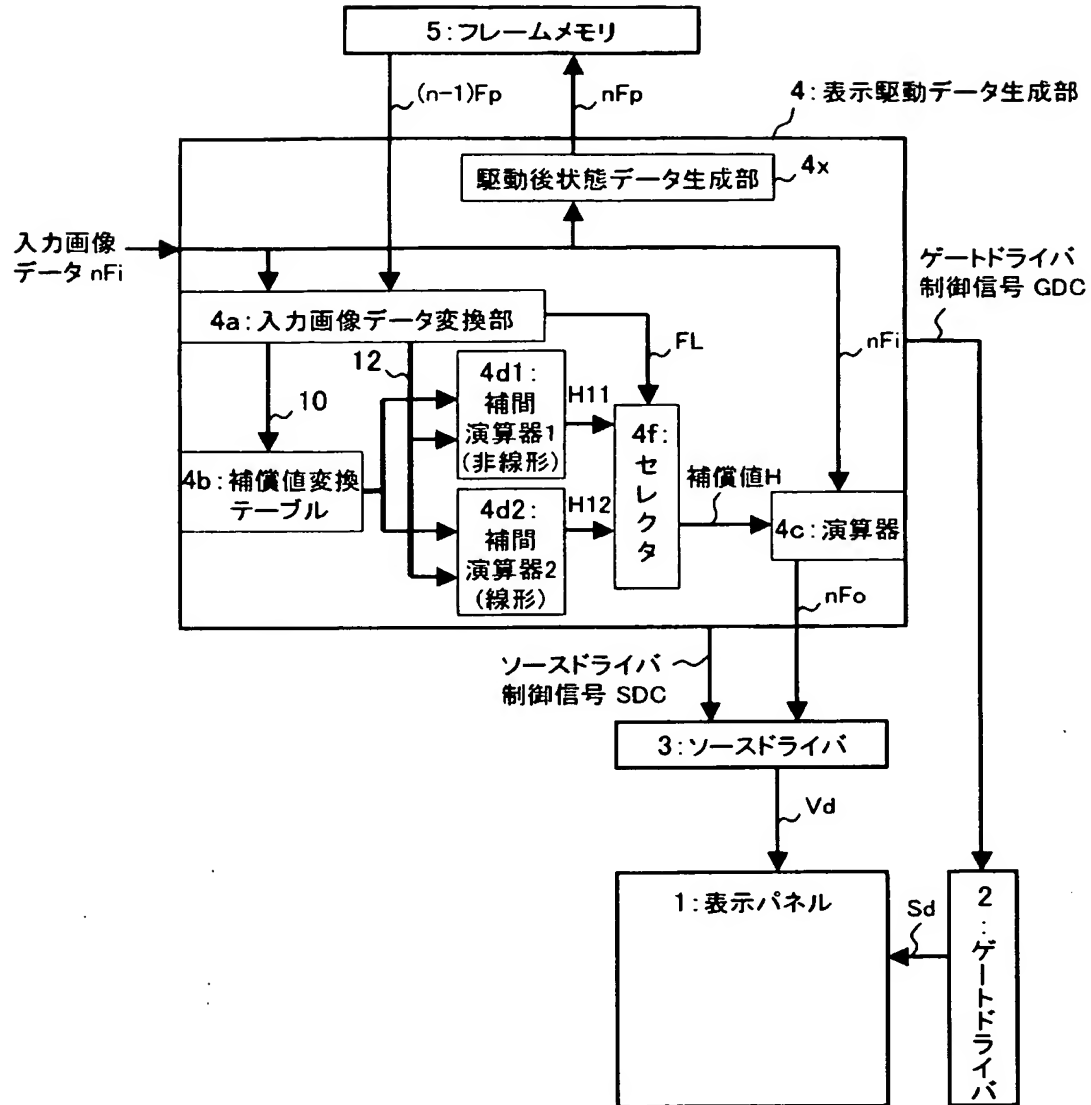 5:フレームメモリ
(n-1)Fp
nFp
4:表示駆動データ生成部
駆動後状態データ生成部
4x
入力画像
データ nFi
ゲートドライバ
制御信号 GDC
4a:入力画像データ変換部
FL
nFi
12
10
4d1:
補間
演算器1
(非線形)
H11
4f:
セレクタ
4b:補償値変換
テーブル
4d2:
補間
演算器2
(線形)
H12
補償値H
4c:演算器
nFo
ソースドライバ
制御信号 SDC
3:ソースドライバ
Vd
1:表示パネル
Sd
2
:ゲートドライバ